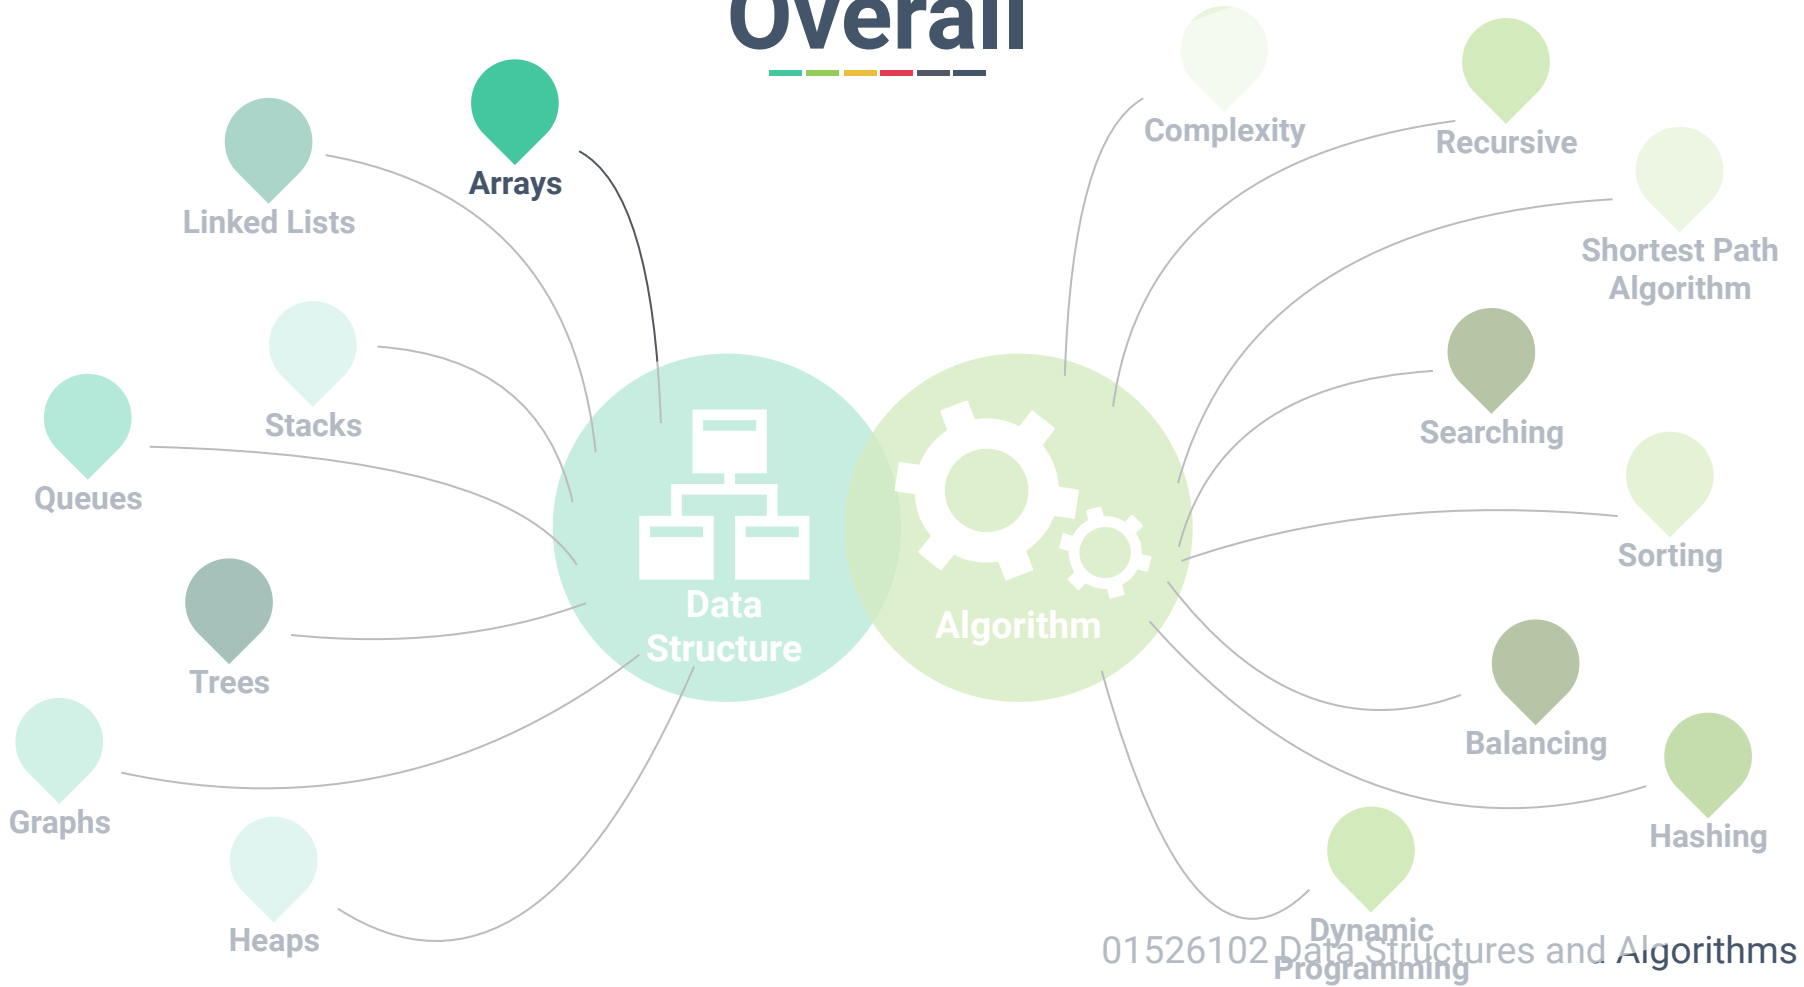 Overall
Arrays
Linked Lists
Stacks
Queues
Trees
Graphs
Heaps
Data
Structure
Algorithm
Complexity
Recursive
Shortest Path
Algorithm
Searching
Sorting
Balancing
Hashing
Dynamic
Programming
01526102 Data Structures and Algorithms